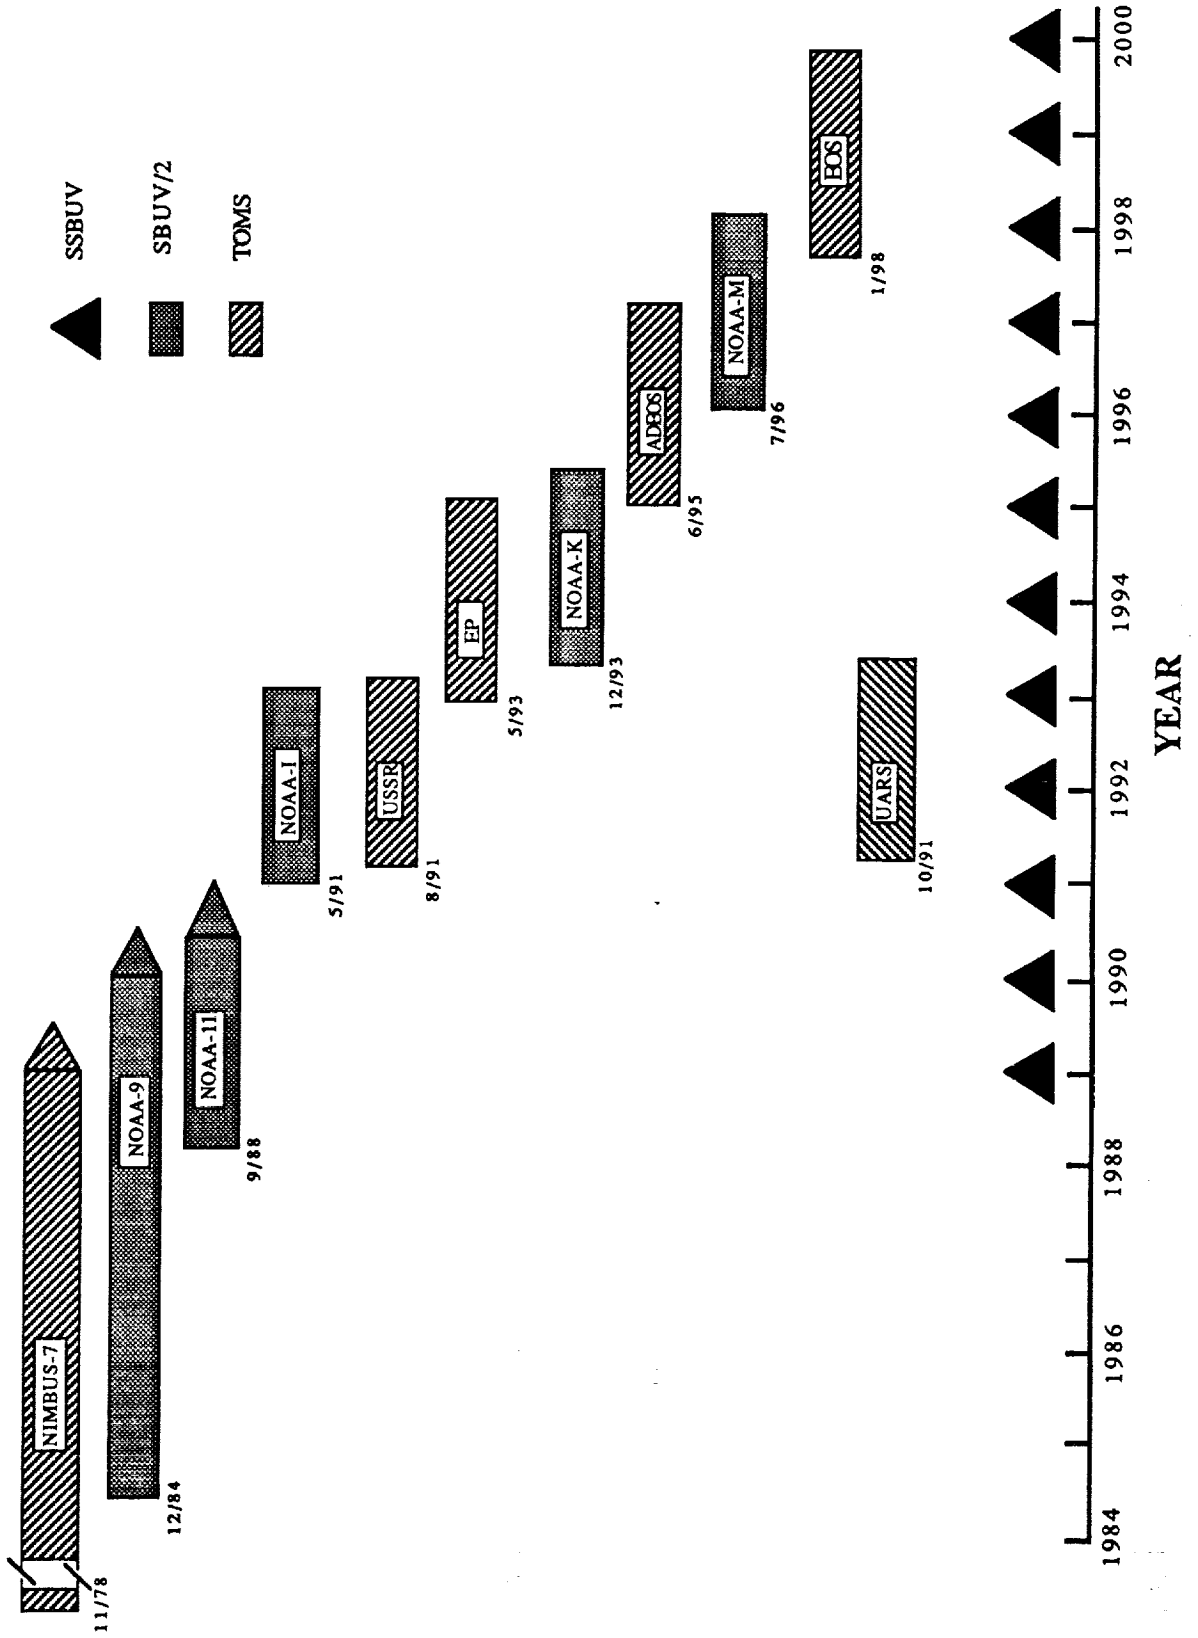 SSBUV
SBUV/2
TOMS
NIMBUS-7
11/78
NOAA-9
12/84
NOAA-11
9/88
NOAA-I
5/91
USSR
8/91
EP
5/93
NOAA-K
12/93
ADEOS
6/95
NOAA-M
7/96
EOS
1/98
UARS
10/91
1984
1986
1988
1990
1992
1994
1996
1998
2000
YEAR